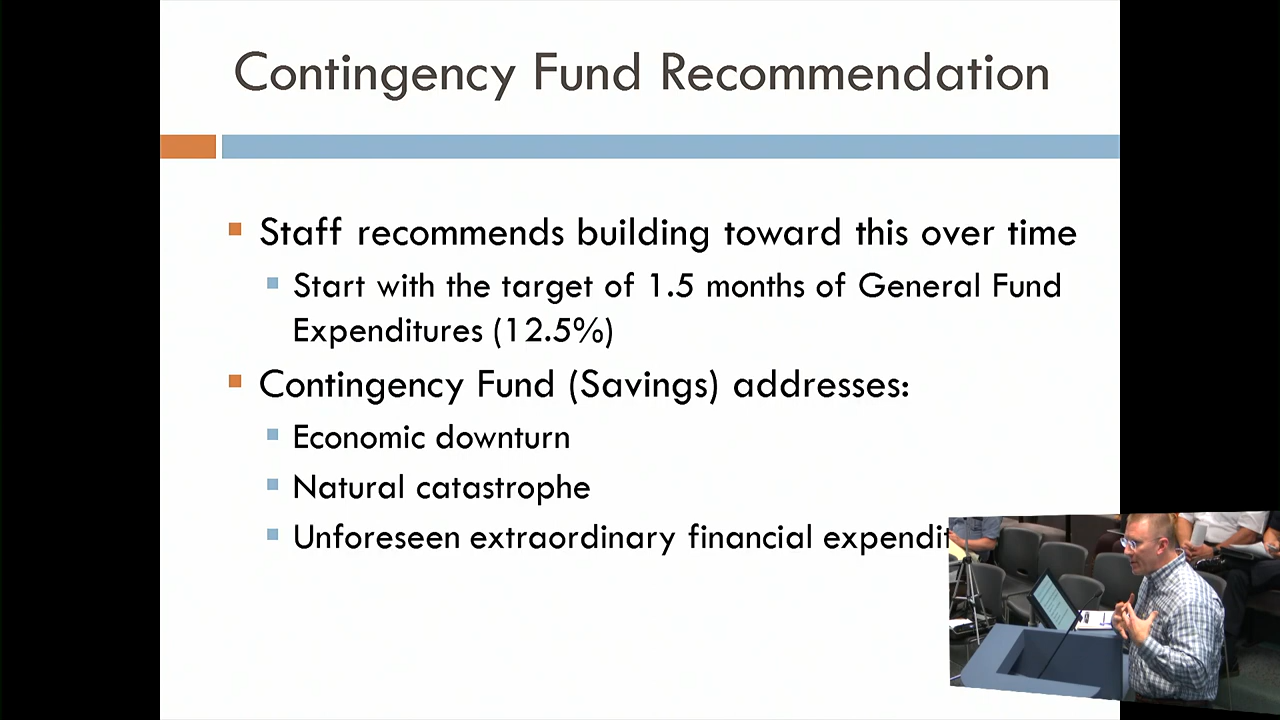 Contingency Fund Recommendation
Staff recommends building toward this over time
Start with the target of 1.5 months of General Fund
Expenditures (12.5%)
Contingency Fund (Savings) addresses:
Economic downturn
Natural catastrophe
Unforeseen extraordinary financial